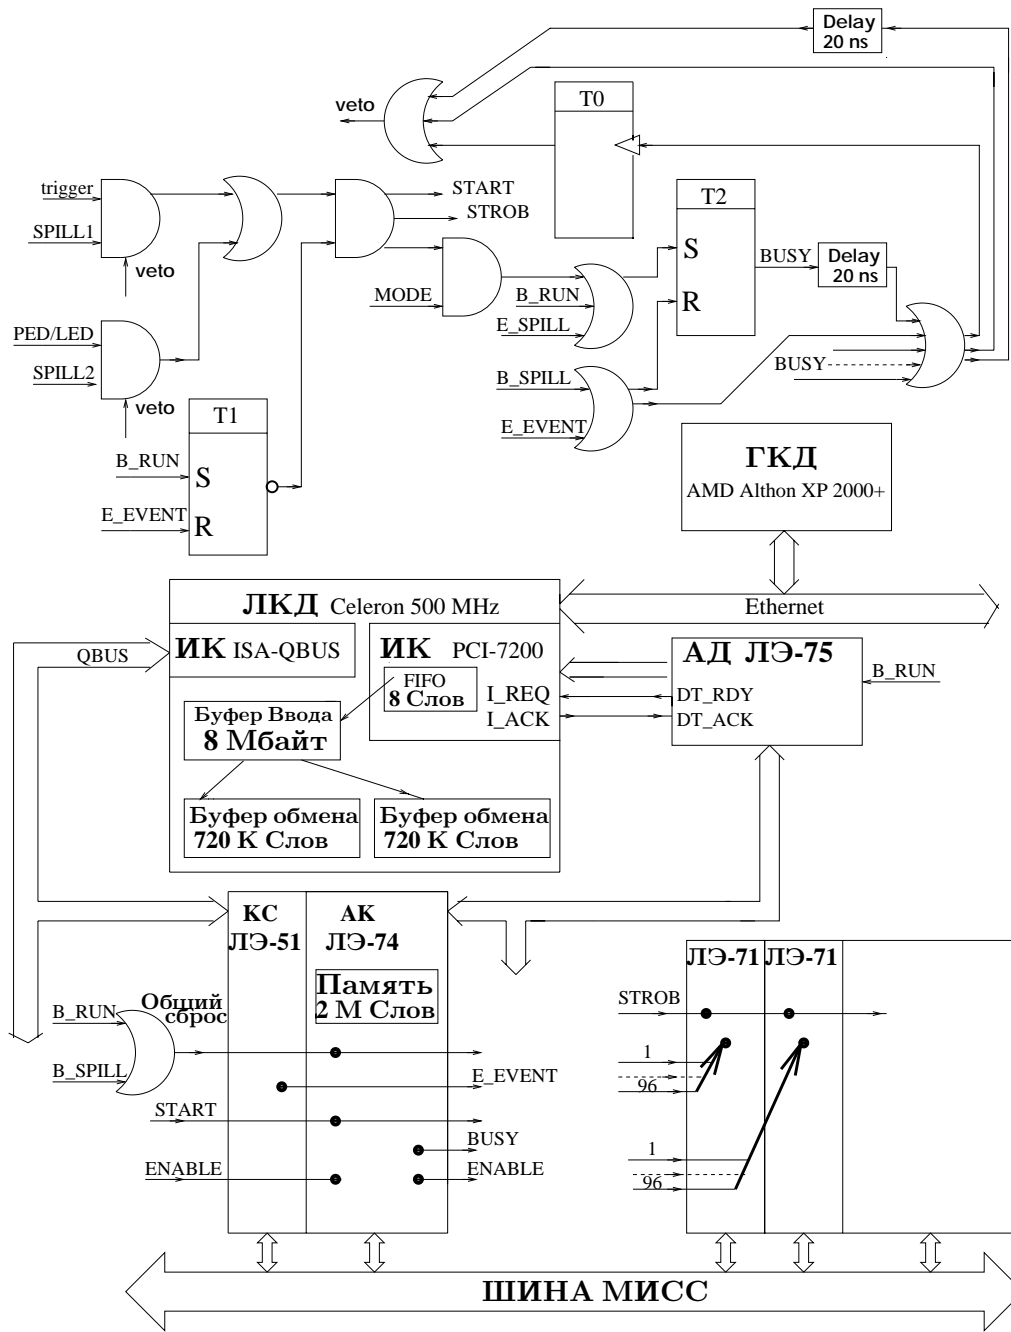 Delay
20 ns
veto
T0
trigger
START
STROB
T2
SPILL1
veto
S
BUSY
Delay
20 ns
MODE
B_RUN
R
E_SPILL
PED/LED
SPILL2
BUSY
B_SPILL
veto
T1
E_EVENT
B_RUN
S
E_EVENT
R
ГКД
AMD Althon XP 2000+
ЛКД Celeron 500 MHz
Ethernet
QBUS
ИК ISA-QBUS
ИК PCI-7200
АД ЛЭ-75
B_RUN
FIFO
8 Слов
I_REQ
DT_RDY
I_ACK
DT_ACK
Буфер Ввода
8 Мбайт
Буфер обмена
720 К Слов
Буфер обмена
720 К Слов
КС
ЛЭ-51
АК
ЛЭ-74
ЛЭ-71
ЛЭ-71
Память
2 М Слов
STROB
B_RUN
Общий
сброс
1
96
B_SPILL
E_EVENT
START
BUSY
1
ENABLE
ENABLE
96
ШИНА МИСС